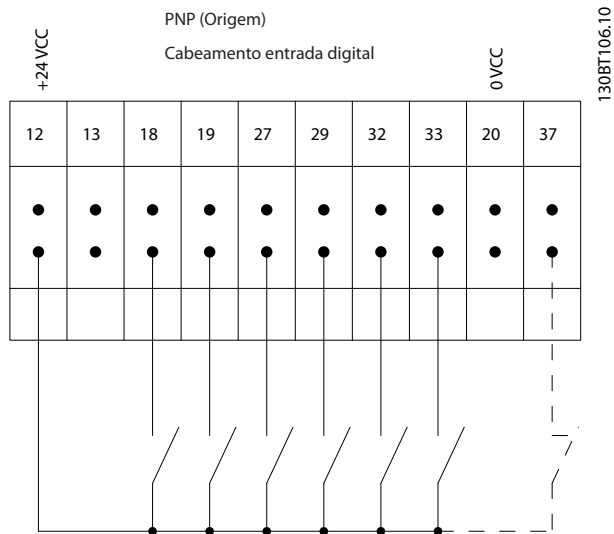 PNP (Origem)
Cabeamento entrada digital
+24 VCC
0 VCC
130BT106.10
12 13 18 19 27 29 32 33 20 37